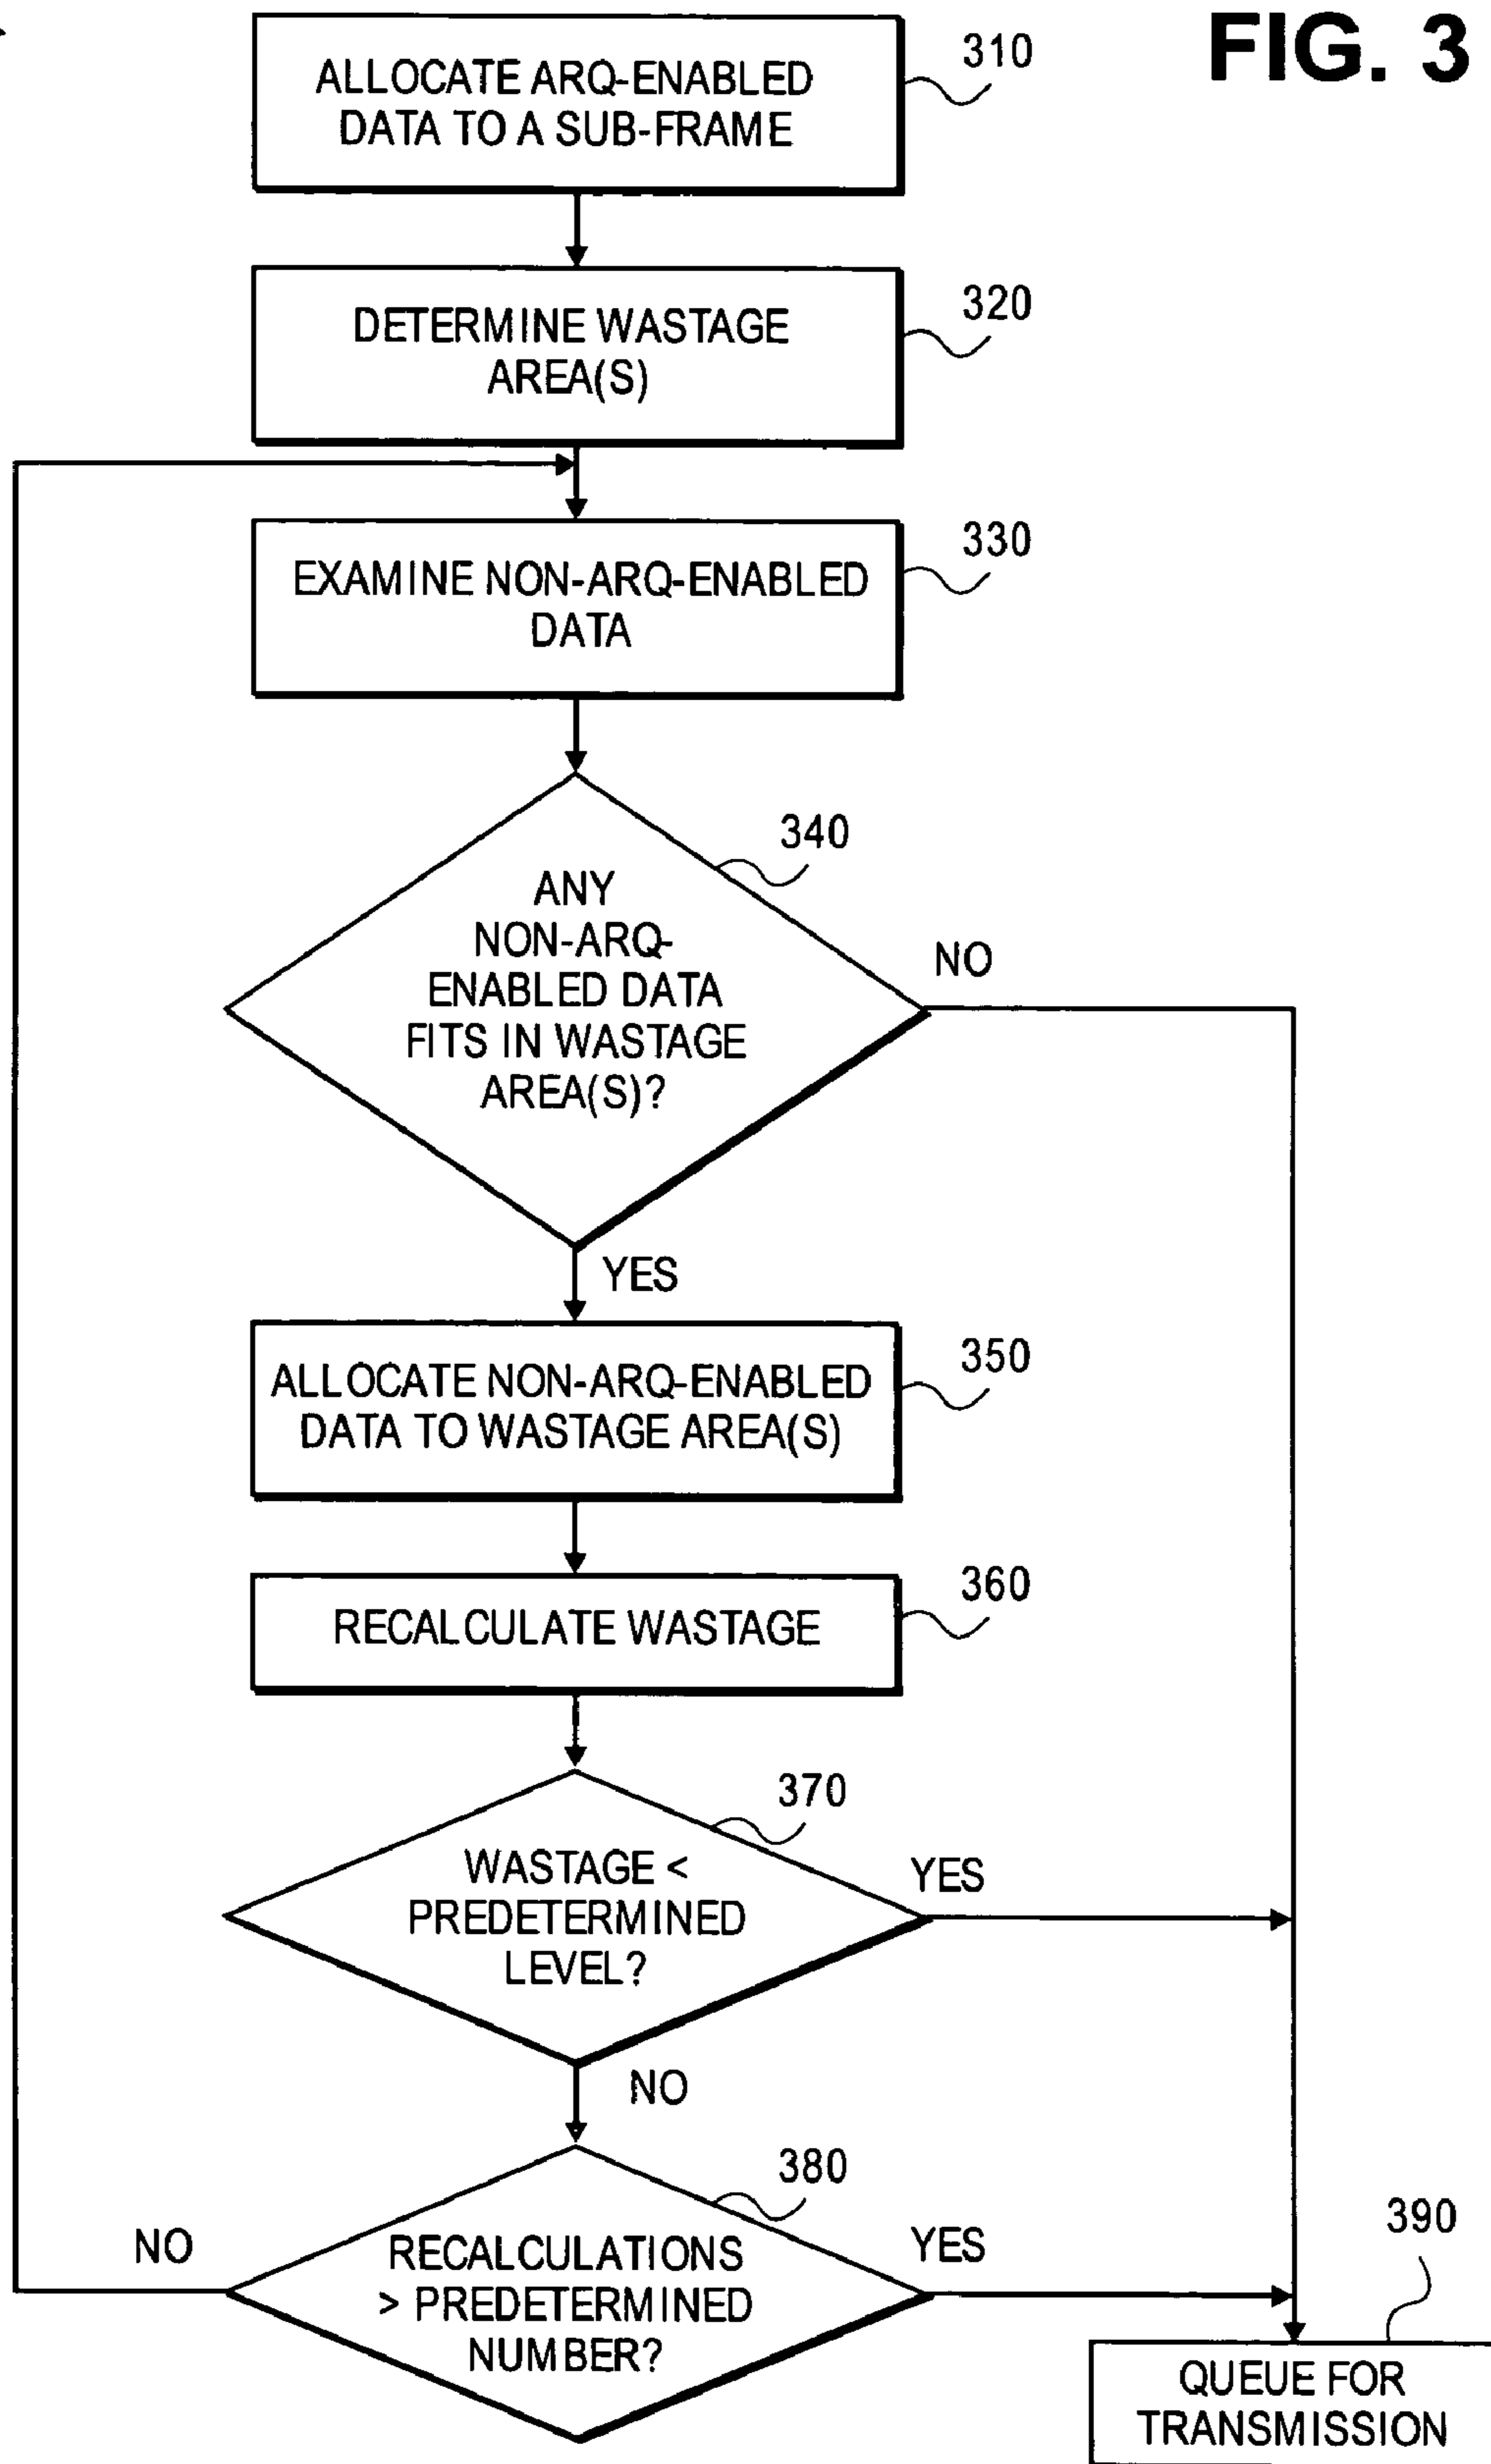 FIG. 3
310
ALLOCATE ARQ-ENABLED
DATA TO A SUB-FRAME
320
DETERMINE WASTAGE
AREA(S)
330
EXAMINE NON-ARQ-ENABLED
DATA
340
ANY
NON-ARQ-
ENABLED DATA
FITS IN WASTAGE
AREA(S)?
NO
YES
350
ALLOCATE NON-ARQ-ENABLED
DATA TO WASTAGE AREA(S)
360
RECALCULATE WASTAGE
370
WASTAGE <
PREDETERMINED
LEVEL?
YES
NO
380
RECALCULATIONS
> PREDETERMINED
NUMBER?
NO
YES
390
QUEUE FOR
TRANSMISSION